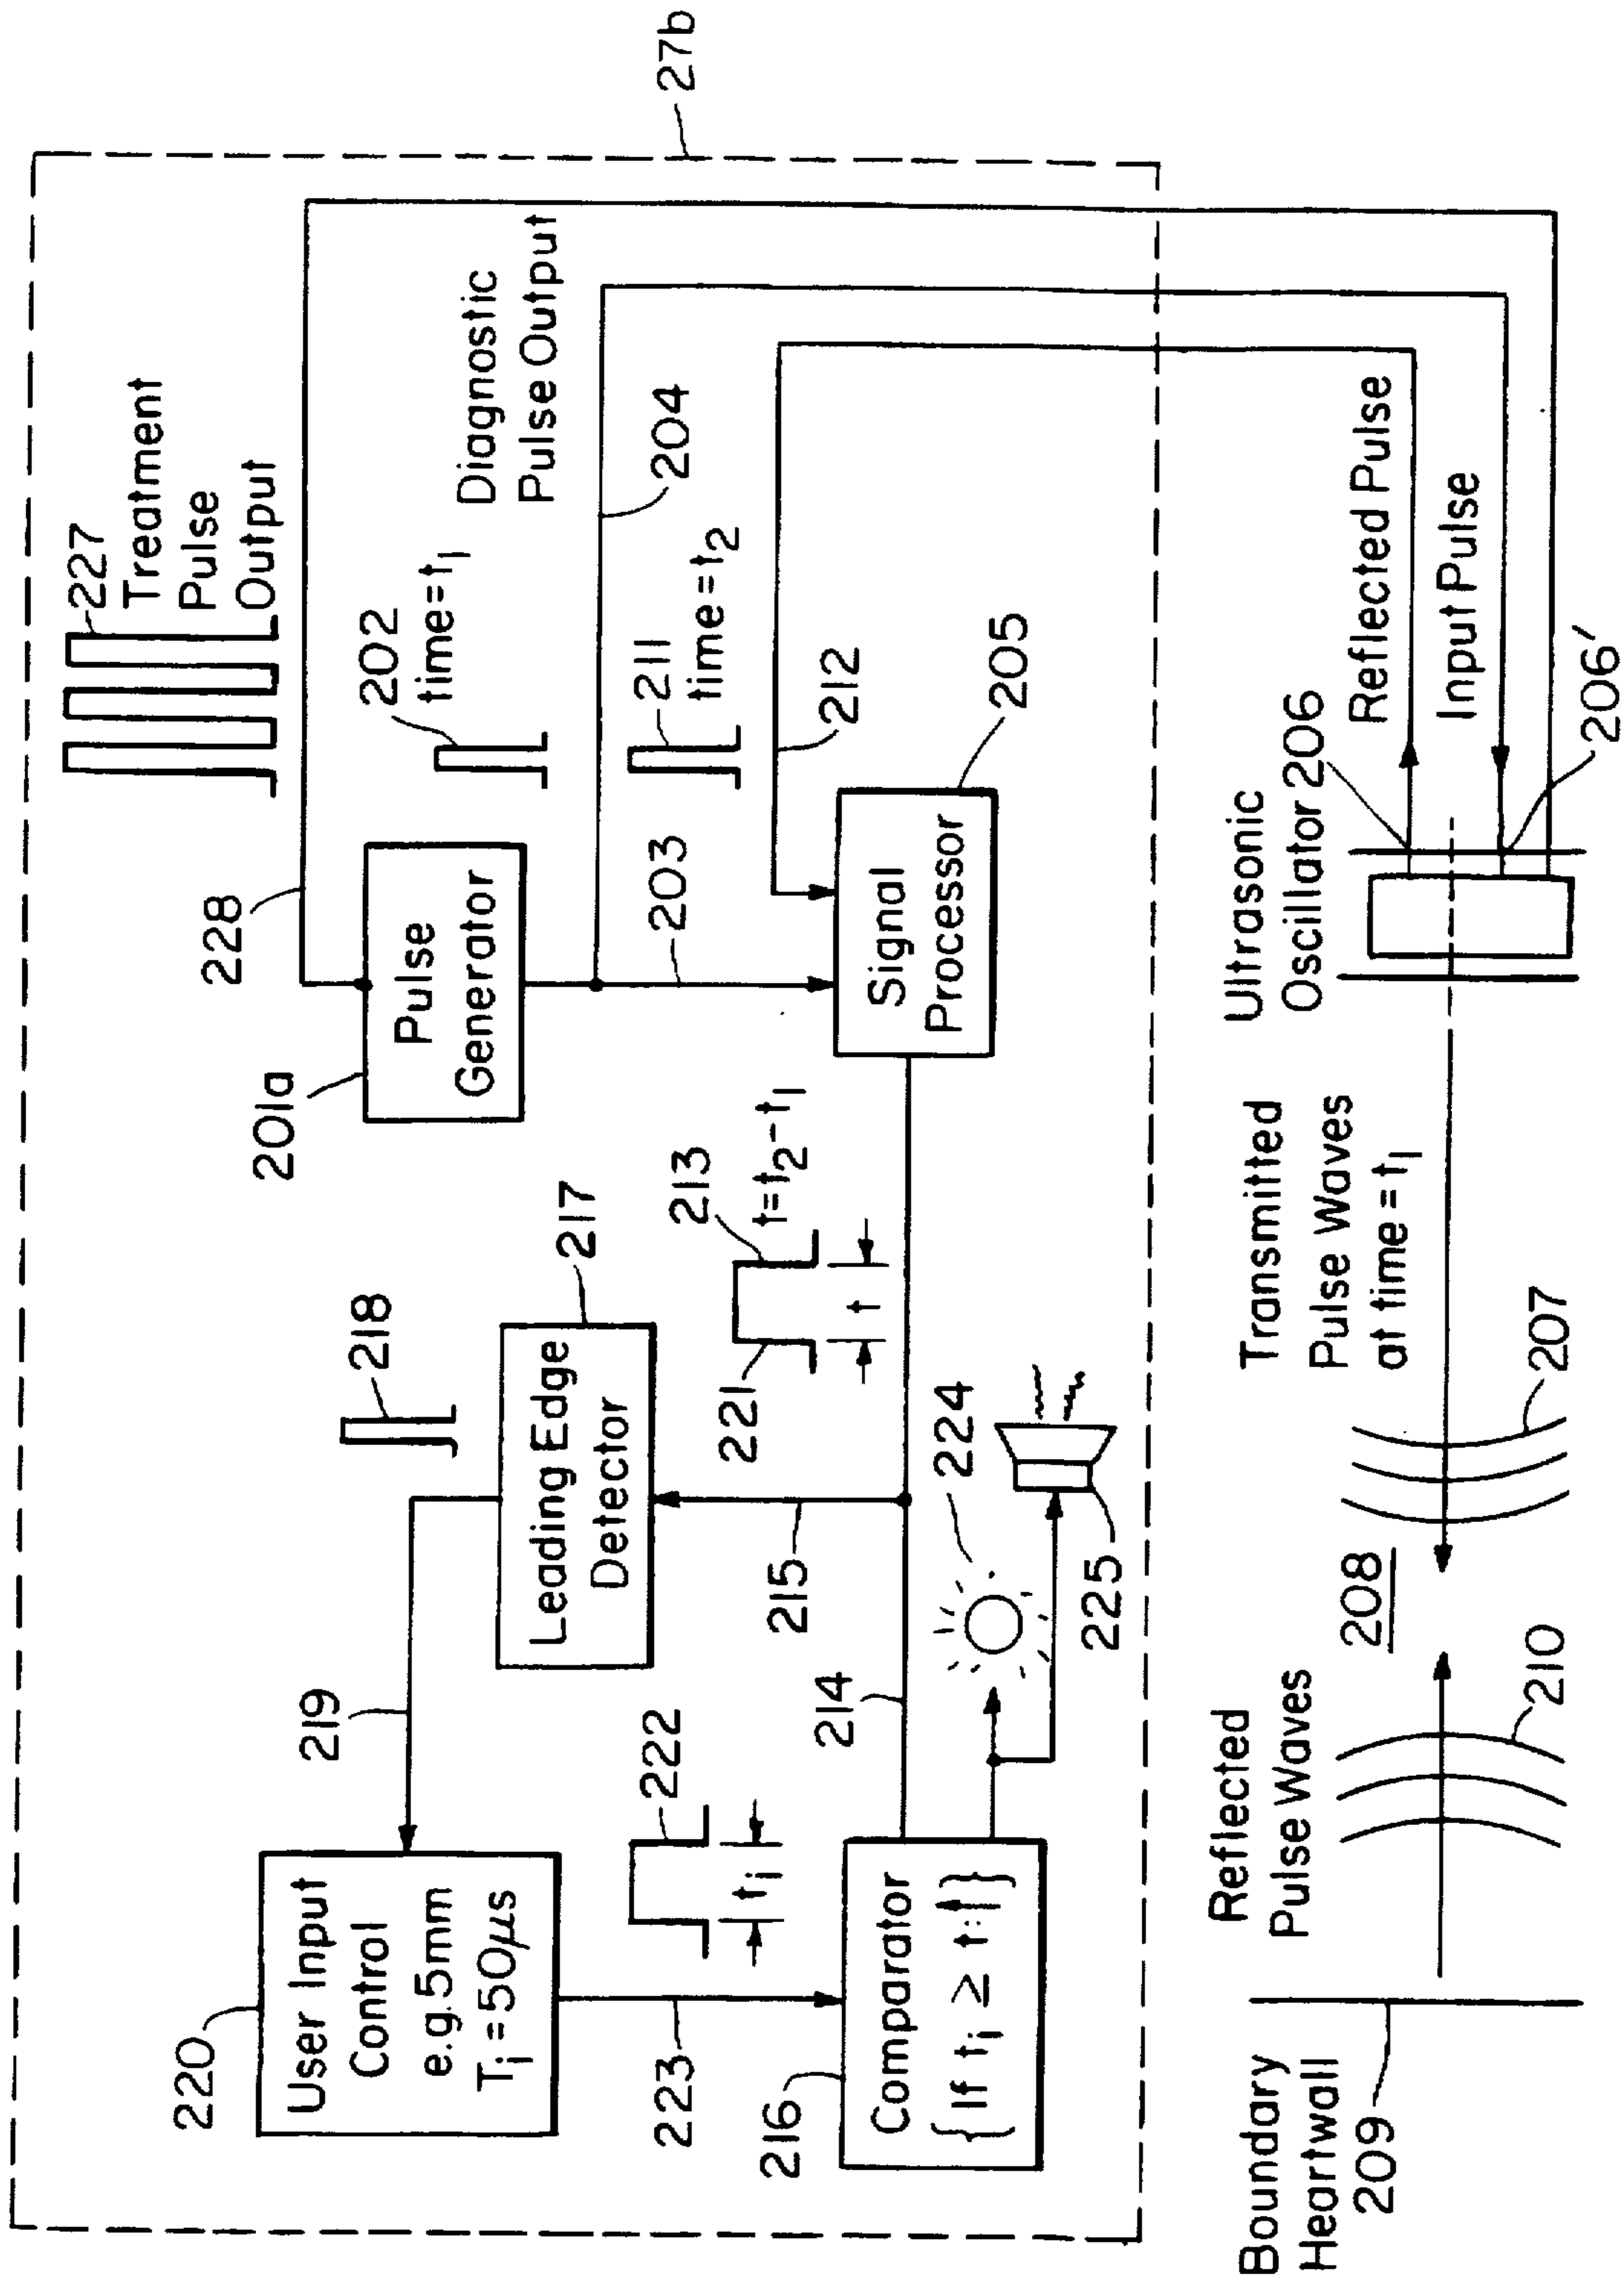 227
Treatment
Pulse
Output
228
202
time=t1
201a
Pulse
Generator
Diagnostic
Pulse Output
204
203
211
time=t2
212
Signal
Processor
205
27b
218
217
Leading Edge
Detector
219
213
t=t2-t1
221
t
215
214
220
User Input
Control
e.g.5mm
Ti=50μs
222
ti
223
216
Comparator
{If ti ≥ t:1}
224
225
Ultrasonic
Oscillator 206
Reflected Pulse
Input Pulse
206'
Transmitted
Pulse Waves
at time = t1
207
208
Reflected
Pulse Waves
210
Boundary
Heartwall
209